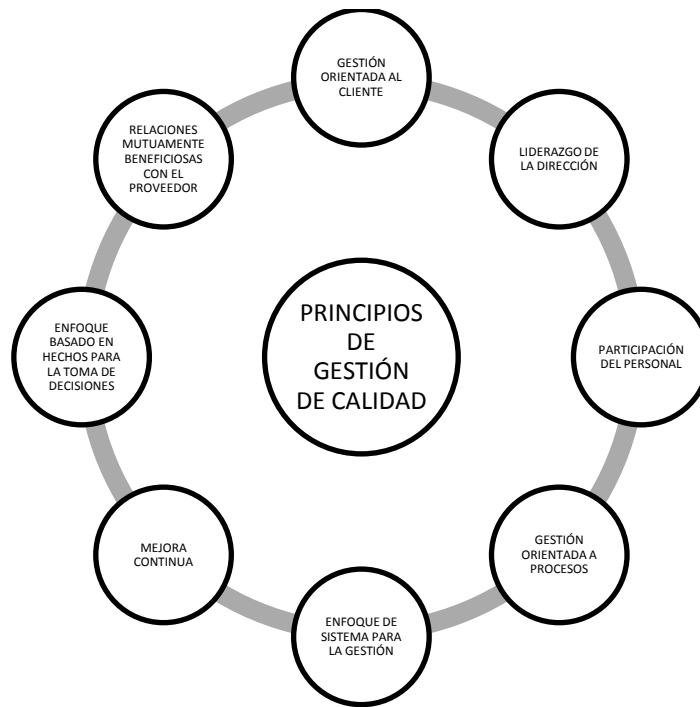 GESTIÓN
ORIENTADA AL
CLIENTE
LIDERAZGO DE
LA DIRECCIÓN
PARTICIPACIÓN
DEL PERSONAL
GESTIÓN
ORIENTADA A
PROCESOS
ENFOQUE DE
SISTEMA PARA
LA GESTIÓN
MEJORA
CONTINUA
ENFOQUE
BASADO EN
HECHOS PARA
LA TOMA DE
DECISIONES
RELACIONES
MUTUAMENTE
BENEFICIOSAS
CON EL
PROVEEDOR
PRINCIPIOS
DE
GESTIÓN
DE CALIDAD